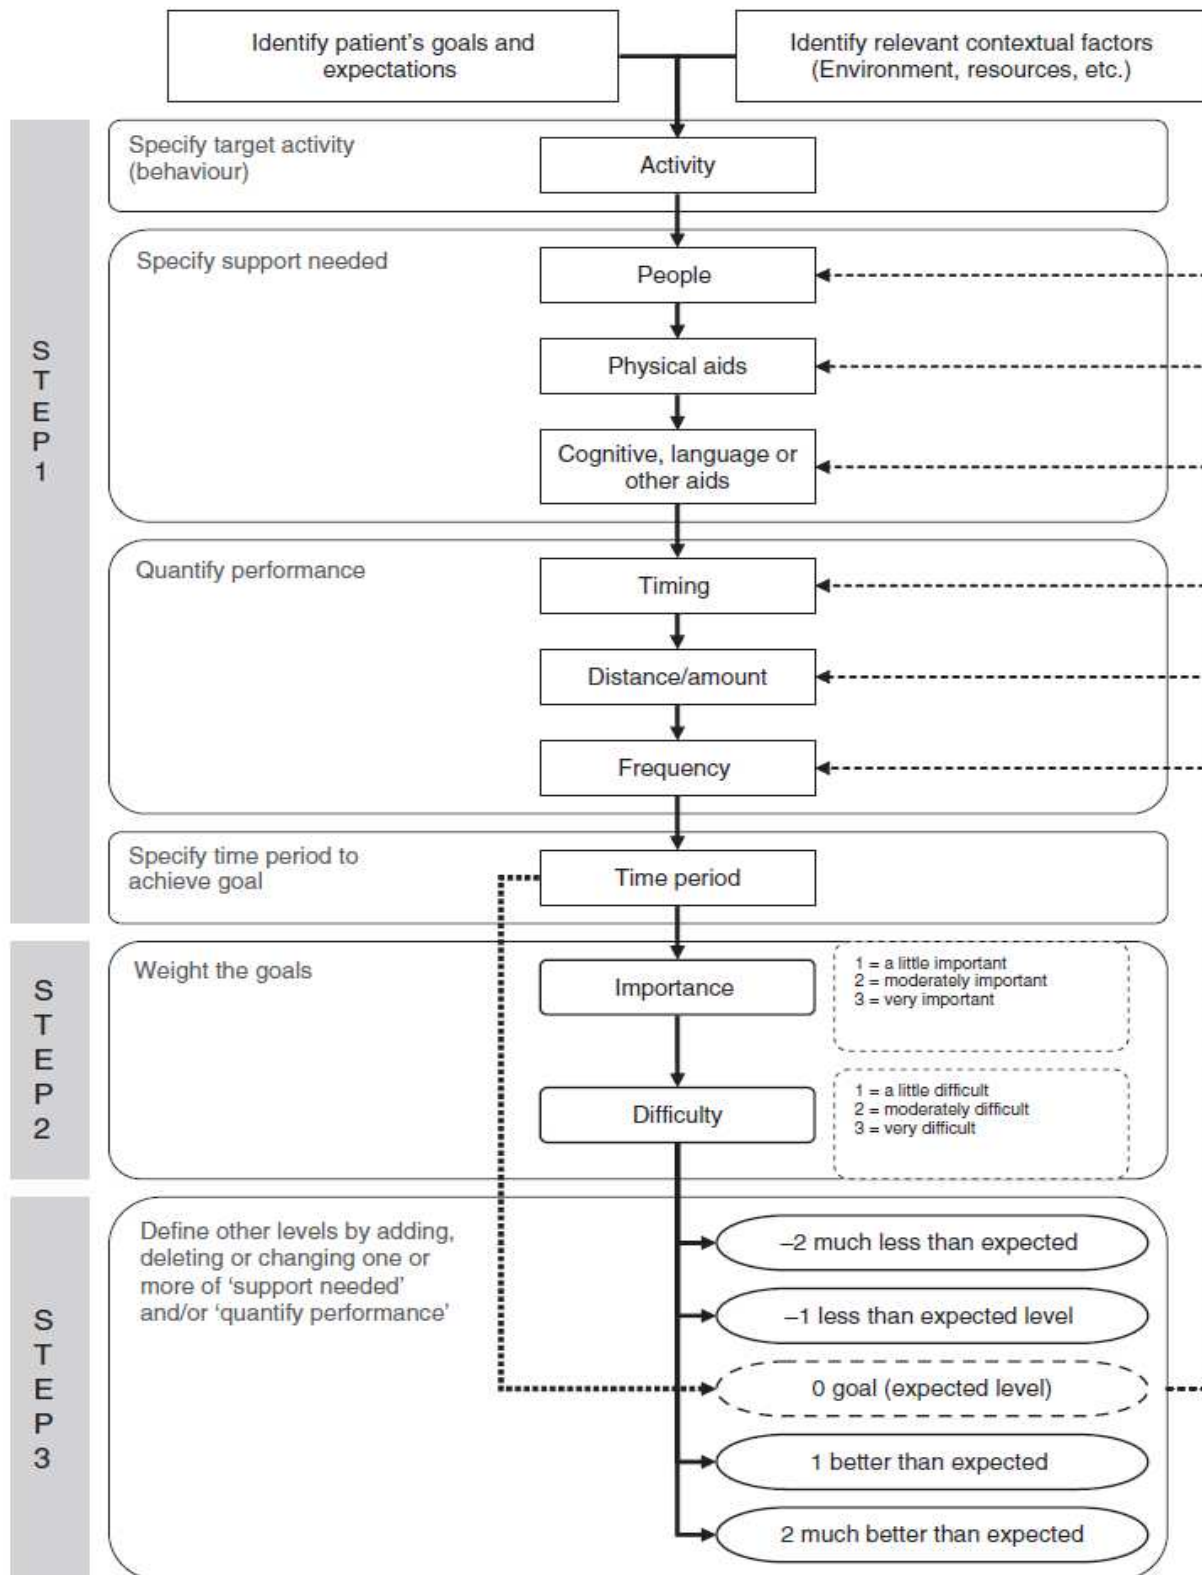 Identify patient's goals and
expectations
Identify relevant contextual factors
(Environment, resources, etc.)
STEP 1
Specify target activity
(behaviour)
Activity
Specify support needed
People
Physical aids
Cognitive, language or
other aids
Quantify performance
Timing
Distance/amount
Frequency
Specify time period to
achieve goal
Time period
STEP 2
Weight the goals
Importance
1 = a little important
2 = moderately important
3 = very important
Difficulty
1 = a little difficult
2 = moderately difficult
3 = very difficult
STEP 3
Define other levels by adding,
deleting or changing one or
more of 'support needed'
and/or 'quantify performance'
–2 much less than expected
–1 less than expected level
0 goal (expected level)
1 better than expected
2 much better than expected